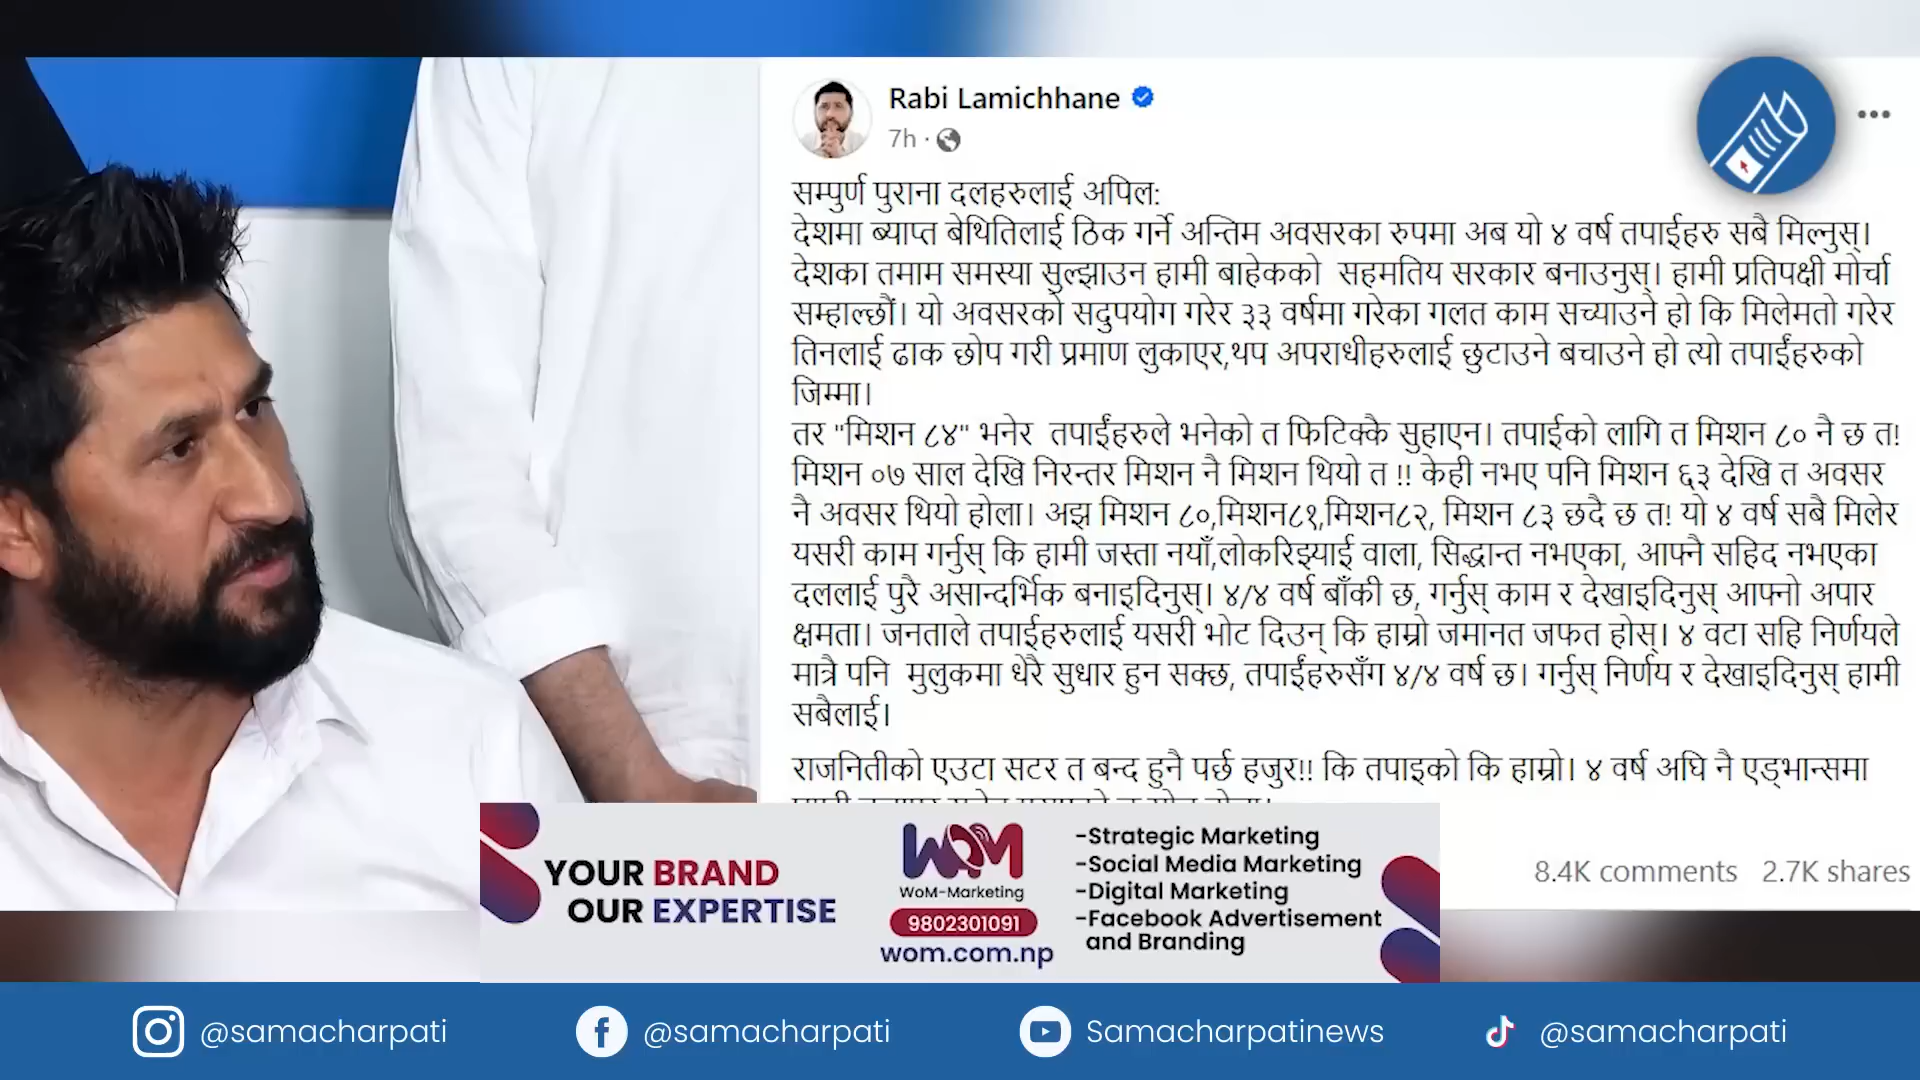 Rabi Lamichhane
7h ·
सम्पुर्ण पुराना दलहरुलाई अपिल:
देशमा ब्याप्त बेथितिलाई ठिक गर्ने अन्तिम अवसरका रुपमा अब यो ४ वर्ष तपाईहरु सबै मिल्नुस्।
देशका तमाम समस्या सुल्झाउन हामी बाहेकको सहमतिय सरकार बनाउनुस्। हामी प्रतिपक्षी मोर्चा
सम्हाल्छौं। यो अवसरको सदुपयोग गरेर ३३ वर्षमा गरेका गलत काम सच्याउने हो कि मिलेमतो गरेर
तिनलाई ढाक छोप गरी प्रमाण लुकाएर,थप अपराधीहरुलाई छुटाउने बचाउने हो त्यो तपाईंहरुको
जिम्मा।
तर "मिशन ८४" भनेर तपाईंहरुले भनेको त फिटिक्कै सुहाएन। तपाईको लागि त मिशन ८० नै छ त!
मिशन ०७ साल देखि निरन्तर मिशन नै मिशन थियो त !! केही नभए पनि मिशन ६३ देखि त अवसर
नै अवसर थियो होला। अझ मिशन ८०,मिशन८१,मिशन८२, मिशन ८३ छदै छ त! यो ४ वर्ष सबै मिलेर
यसरी काम गर्नुस् कि हामी जस्ता नयाँ,लोकरिझ्याई वाला, सिद्धान्त नभएका, आफ्नै सहिद नभएका
दललाई पुरै असान्दर्भिक बनाइदिनुस्। ४/४ वर्ष बाँकी छ, गर्नुस् काम र देखाइदिनुस् आफ्नो अपार
क्षमता। जनताले तपाईहरुलाई यसरी भोट दिउन् कि हाम्रो जमानत जफत होस्। ४ वटा सहि निर्णयले
मात्रै पनि मुलुकमा धेरै सुधार हुन सक्छ, तपाईंहरुसँग ४/४ वर्ष छ। गर्नुस् निर्णय र देखाइदिनुस् हामी
सबैलाई।
राजनितीको एउटा सटर त बन्द हुनै पर्छ हजुर!! कि तपाइको कि हाम्रो। ४ वर्ष अघि नै एड्भान्समा
8.4K comments 2.7K shares
YOUR BRAND
OUR EXPERTISE
WOM
WoM-Marketing
9802301091
wom.com.np
-Strategic Marketing
-Social Media Marketing
-Digital Marketing
-Facebook Advertisement
and Branding
@samacharpati
@samacharpati
Samacharpatinews
@samacharpati